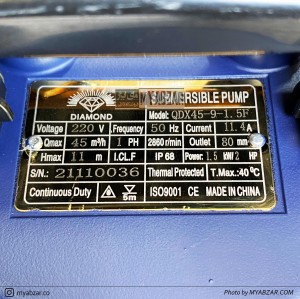 SUBMERSIBLE PUMP
DIAMOND
Model: QDX45-9-1.5F
Voltage 220 V Frequency 50 Hz Current 11.4 A
Qmax 45 m³/h 1 PH 2860 r/min Outlet 80 mm
Hmax 11 m I.CL.F IP 68 Power: 1.5 kW/2 HP
S/N.: 21110036 Thermal Protected T.Max.:40℃
Continuous Duty 5m ISO9001 CE MADE IN CHINA
myabzar.co
Photo by MYABZAR.COM